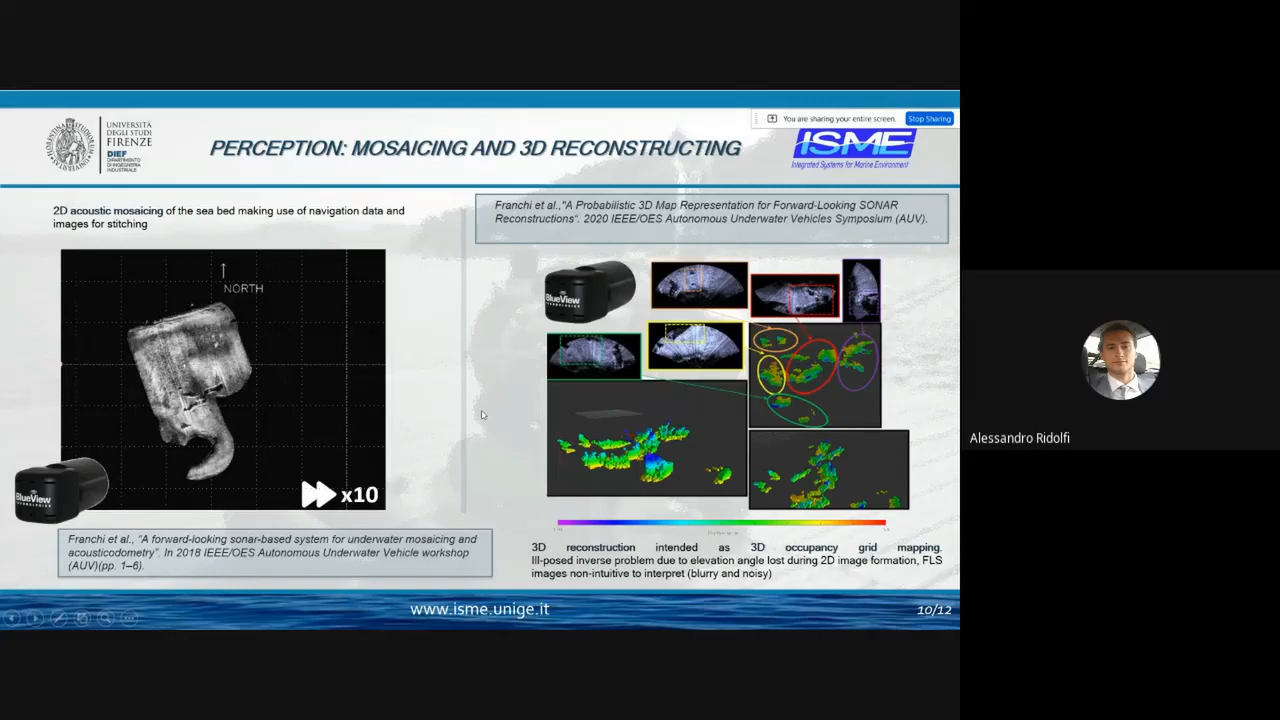 UNIVERSITÀ
DEGLI STUDI
FIRENZE
DIEF
DIPARTIMENTO
DI INGEGNERIA
INDUSTRIALE
PERCEPTION: MOSAICING AND 3D RECONSTRUCTING
You are sharing your entire screen.
Stop Sharing
ISME
Integrated Systems for Marine Environment
2D acoustic mosaicing of the sea bed making use of navigation data and
images for stitching
NORTH
BlueView
TECHNOLOGIES
x10
Franchi et al., "A forward-looking sonar-based system for underwater mosaicing and
acousticodometry". In 2018 IEEE/OES Autonomous Underwater Vehicle workshop
(AUV)(pp. 1–6).
Franchi et al.,"A Probabilistic 3D Map Representation for Forward-Looking SONAR
Reconstructions". 2020 IEEE/OES Autonomous Underwater Vehicles Symposium (AUV).
BlueView
TECHNOLOGIES
3D reconstruction intended as 3D occupancy grid mapping.
Ill-posed inverse problem due to elevation angle lost during 2D image formation, FLS
images non-intuitive to interpret (blurry and noisy)
www.isme.unige.it
10/12
Alessandro Ridolfi